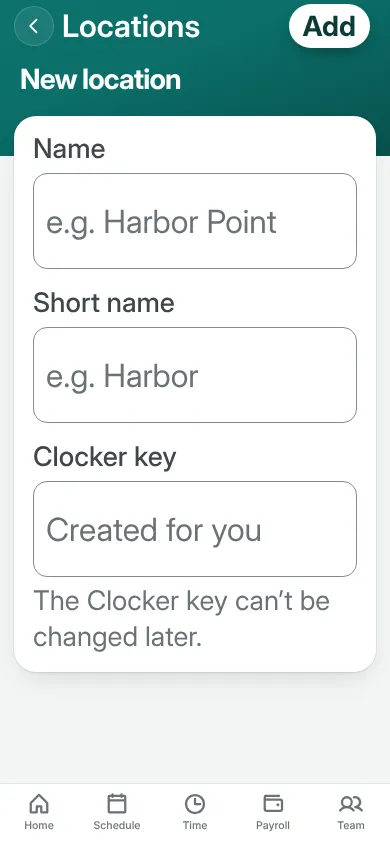 Locations
Add
New location
Name
e.g. Harbor Point
Short name
e.g. Harbor
Clocker key
Created for you
The Clocker key can’t be
changed later.
Home
Schedule
Time
Payroll
Team